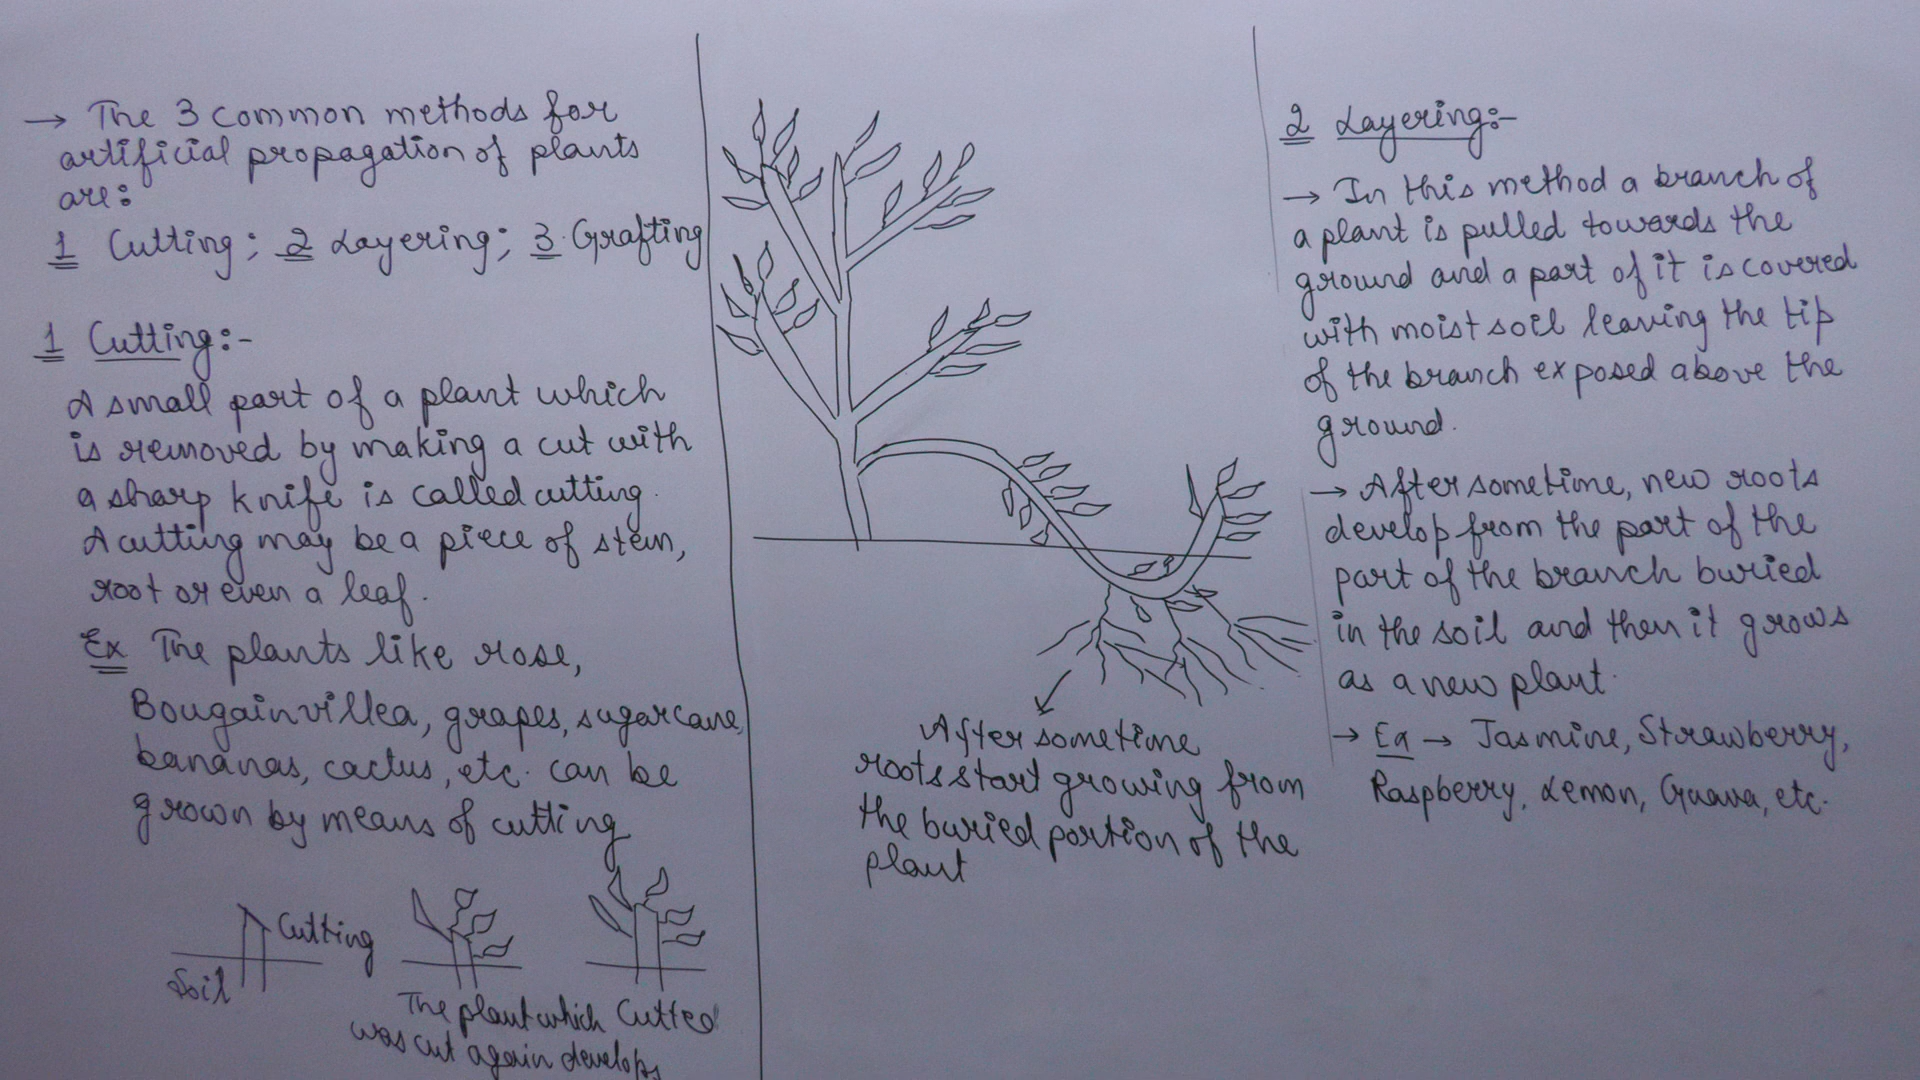 → The 3 common methods for
artificial propagation of plants
are:
1 Cutting; 2 Layering; 3. Grafting
1 Cutting:-
A small part of a plant which
is removed by making a cut with
a sharp knife is called cutting.
A cutting may be a piece of stem,
root or even a leaf.
Ex The plants like rose,
Bougainvillea, grapes, sugarcane,
bananas, cactus, etc. can be
grown by means of cutting
Cutting
Soil
The plant which Cutted
was cut again develops
After sometime
roots start growing from
the buried portion of the
plant
2 Layering:-
→ In this method a branch of
a plant is pulled towards the
ground and a part of it is covered
with moist soil leaving the tip
of the branch exposed above the
ground.
→ After sometime, new roots
develop from the part of the
part of the branch buried
in the soil and then it grows
as a new plant.
→ Eg → Jasmine, Strawberry,
Raspberry, Lemon, Guava, etc.